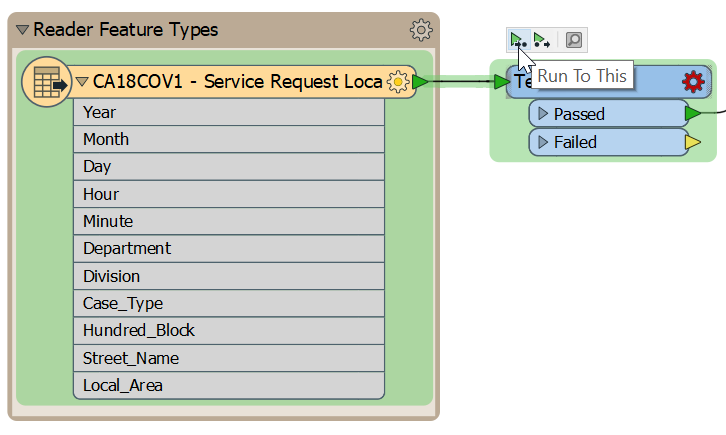 Reader Feature Types
CA18COV1 - Service Request Loca
Year
Month
Day
Hour
Minute
Department
Division
Case_Type
Hundred_Block
Street_Name
Local_Area
Te
Run To This
Passed
Failed